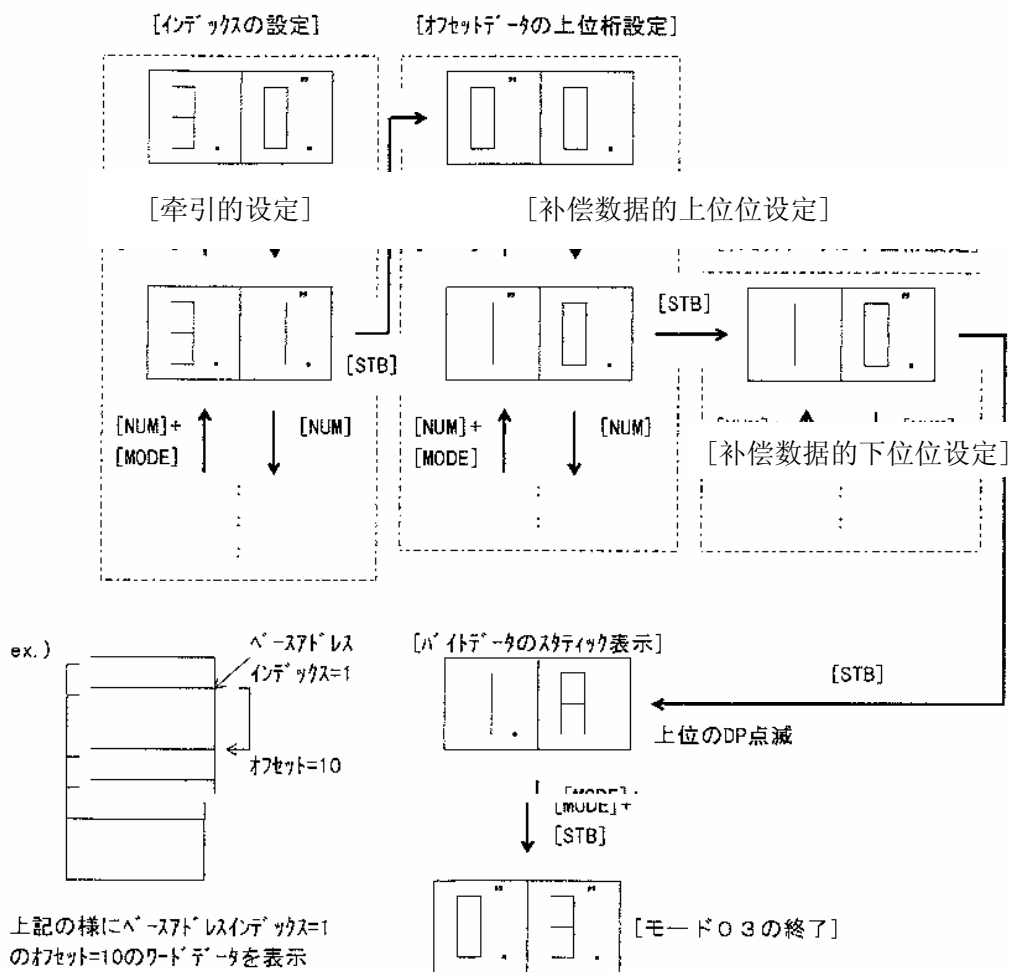 [インデックスの設定]
[オフセットデータの上位桁設定]
30.
00.
[牵引的设定]
[补偿数据的上位位设定]
31.
[STB]
10.
[STB]
10.
[NUM]+
[MODE]
[NUM]
[NUM]+
[MODE]
[NUM]
[补偿数据的下位位设定]
ex.)
ベースアドレス
インデックス=1
オフセット=10
[バイトデータのスタティック表示]
1.A
[STB]
上位のDP点滅
[MODE]+
[STB]
03
[モード03の終了]
上記の様にベースアドレスインデックス=1
のオフセット=10のワードデータを表示